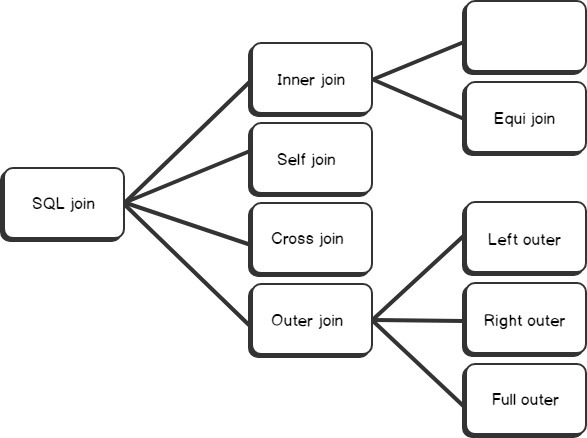 SQL join
Inner join
Self join
Cross join
Outer join
Equi join
Left outer
Right outer
Full outer